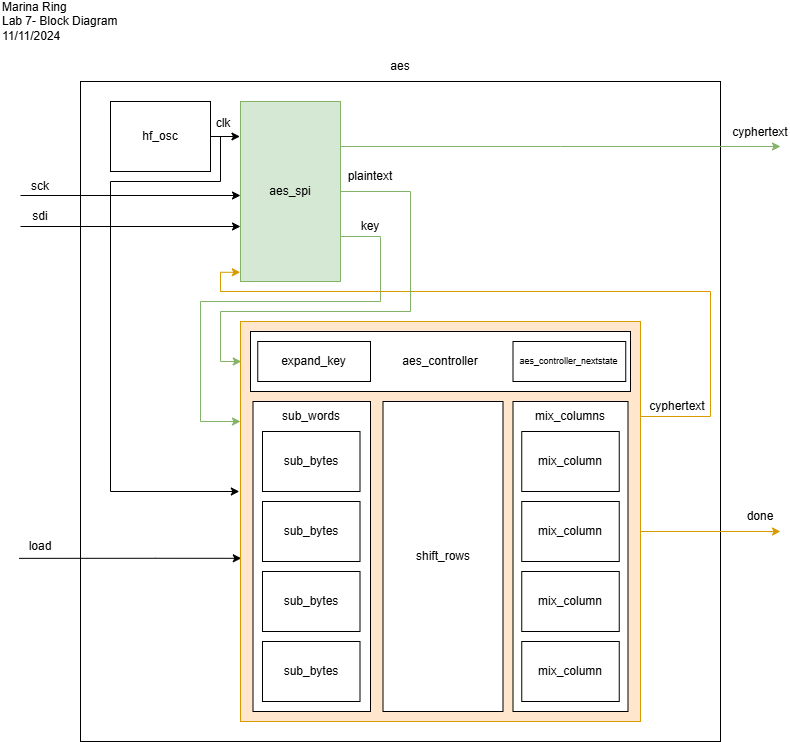 Marina Ring
Lab 7- Block Diagram
11/11/2024
aes
hf_osc
clk
aes_spi
cyphertext
plaintext
sck
sdi
key
expand_key
aes_controller
aes_controller_nextstate
cyphertext
sub_words
mix_columns
sub_bytes
mix_column
sub_bytes
mix_column
done
load
shift_rows
sub_bytes
mix_column
sub_bytes
mix_column